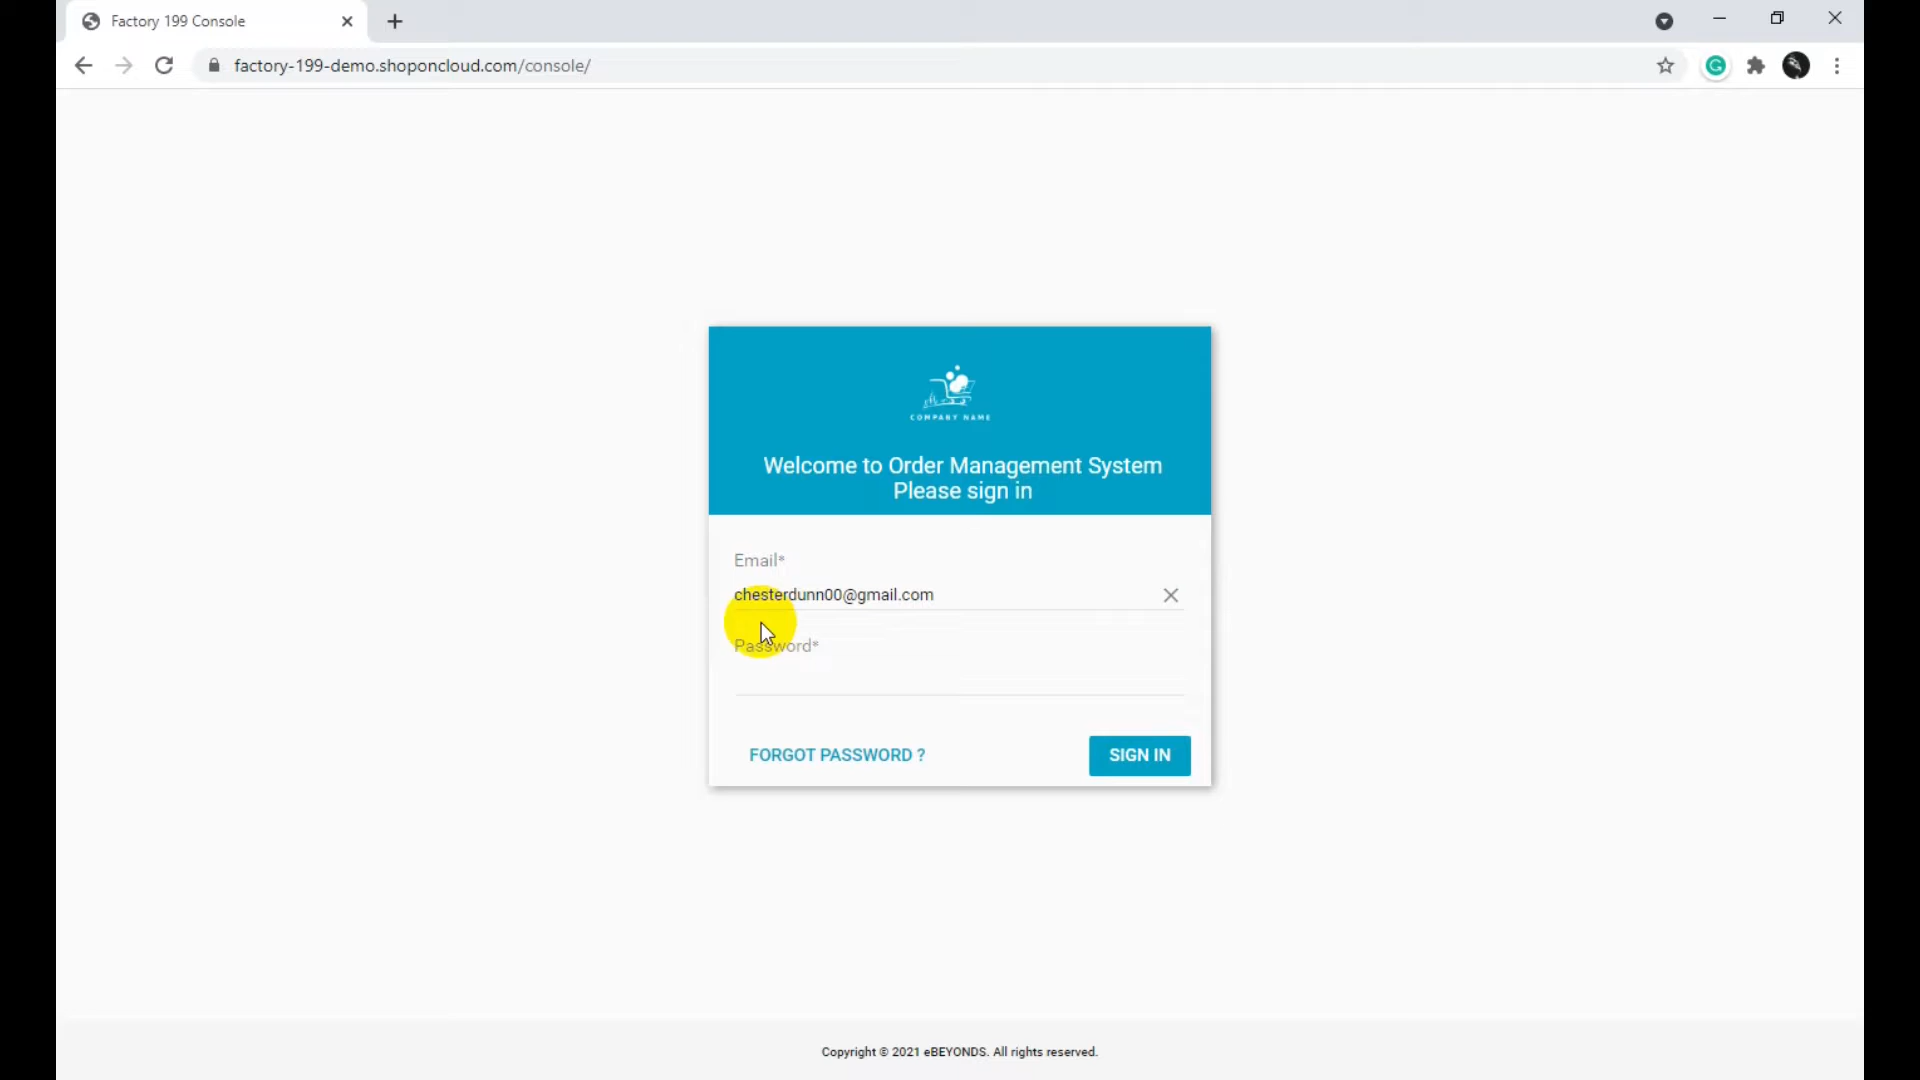 Factory 199 Console
factory-199-demo.shoponcloud.com/console/
COMPANY NAME
Welcome to Order Management System
Please sign in
Email*
chesterdunn00@gmail.com
Password*
FORGOT PASSWORD ?
SIGN IN
Copyright © 2021 eBEYONDS. All rights reserved.